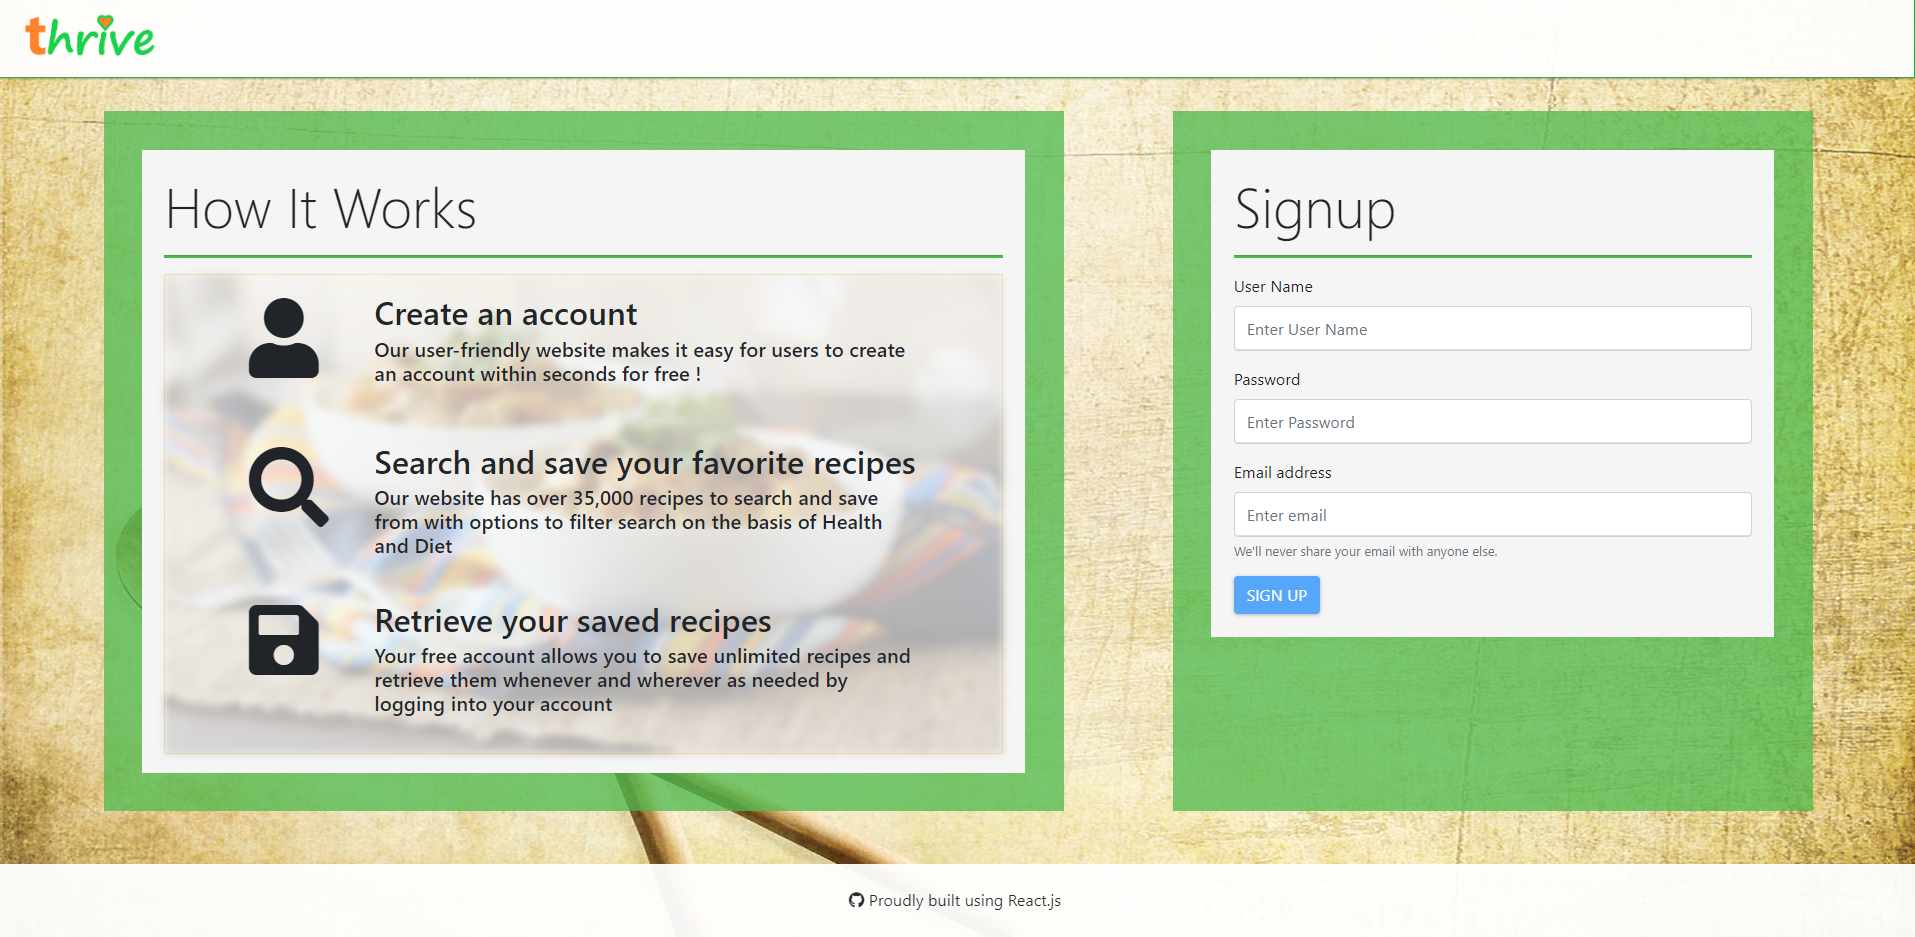 thrive
How It Works
Create an account
Our user-friendly website makes it easy for users to create
an account within seconds for free !
Search and save your favorite recipes
Our website has over 35,000 recipes to search and save
from with options to filter search on the basis of Health
and Diet
Retrieve your saved recipes
Your free account allows you to save unlimited recipes and
retrieve them whenever and wherever as needed by
logging into your account
Signup
User Name
Enter User Name
Password
Enter Password
Email address
Enter email
We'll never share your email with anyone else.
SIGN UP
Proudly built using React.js